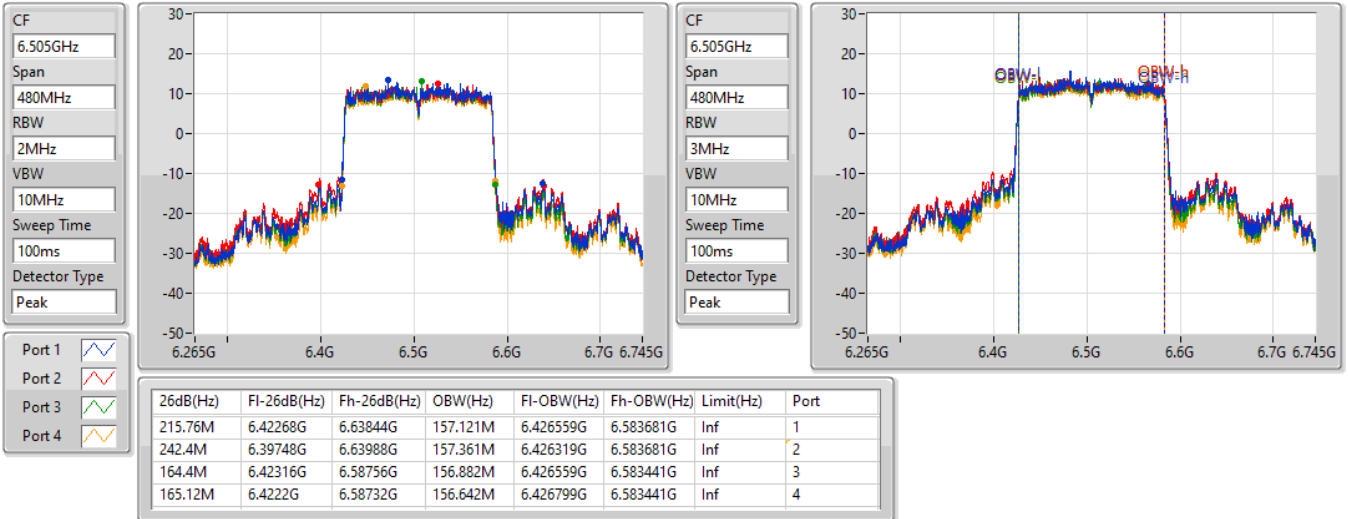 CF
6.505GHz
Span
480MHz
RBW
2MHz
VBW
10MHz
Sweep Time
100ms
Detector Type
Peak
30
20
10
0
-10
-20
-30
-40
-50
6.265G 6.4G 6.5G 6.6G 6.7G 6.745G
CF
6.505GHz
Span
480MHz
RBW
3MHz
VBW
10MHz
Sweep Time
100ms
Detector Type
Peak
30
20
10
0
-10
-20
-30
-40
-50
OBW-l OBW-h
6.265G 6.4G 6.5G 6.6G 6.7G 6.745G
Port 1
Port 2
Port 3
Port 4
26dB(Hz) Fl-26dB(Hz) Fh-26dB(Hz) OBW(Hz) Fl-OBW(Hz) Fh-OBW(Hz) Limit(Hz) Port
215.76M 6.42268G 6.63844G 157.121M 6.426559G 6.583681G Inf 1
242.4M 6.39748G 6.63988G 157.361M 6.426319G 6.583681G Inf 2
164.4M 6.42316G 6.58756G 156.882M 6.426559G 6.583441G Inf 3
165.12M 6.4222G 6.58732G 156.642M 6.426799G 6.583441G Inf 4